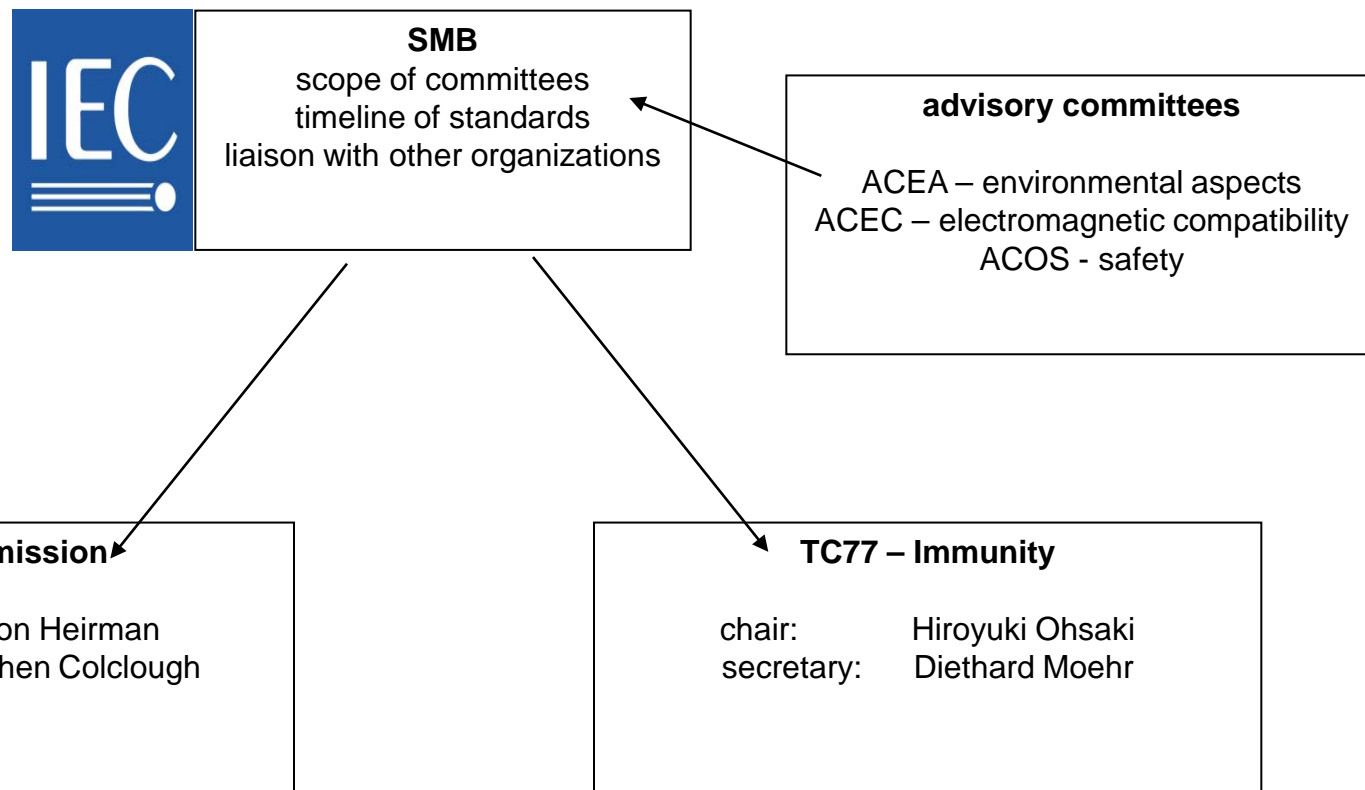 IEC
SMB
scope of committees
timeline of standards
liaison with other organizations
advisory committees
ACEA – environmental aspects
ACEC – electromagnetic compatibility
ACOS - safety
mission
on Heirman
hen Colclough
TC77 – Immunity
chair: Hiroyuki Ohsaki
secretary: Diethard Moehr